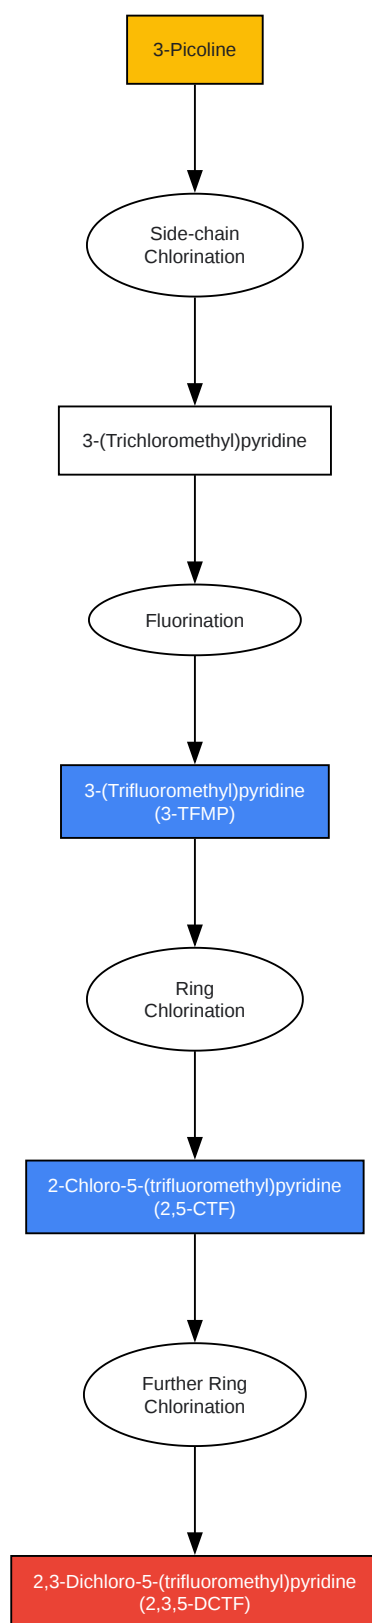 3-Picoline
Side-chain
Chlorination
3-(Trichloromethyl)pyridine
Fluorination
3-(Trifluoromethyl)pyridine
(3-TFMP)
Ring
Chlorination
2-Chloro-5-(trifluoromethyl)pyridine
(2,5-CTF)
Further Ring
Chlorination
2,3-Dichloro-5-(trifluoromethyl)pyridine
(2,3,5-DCTF)